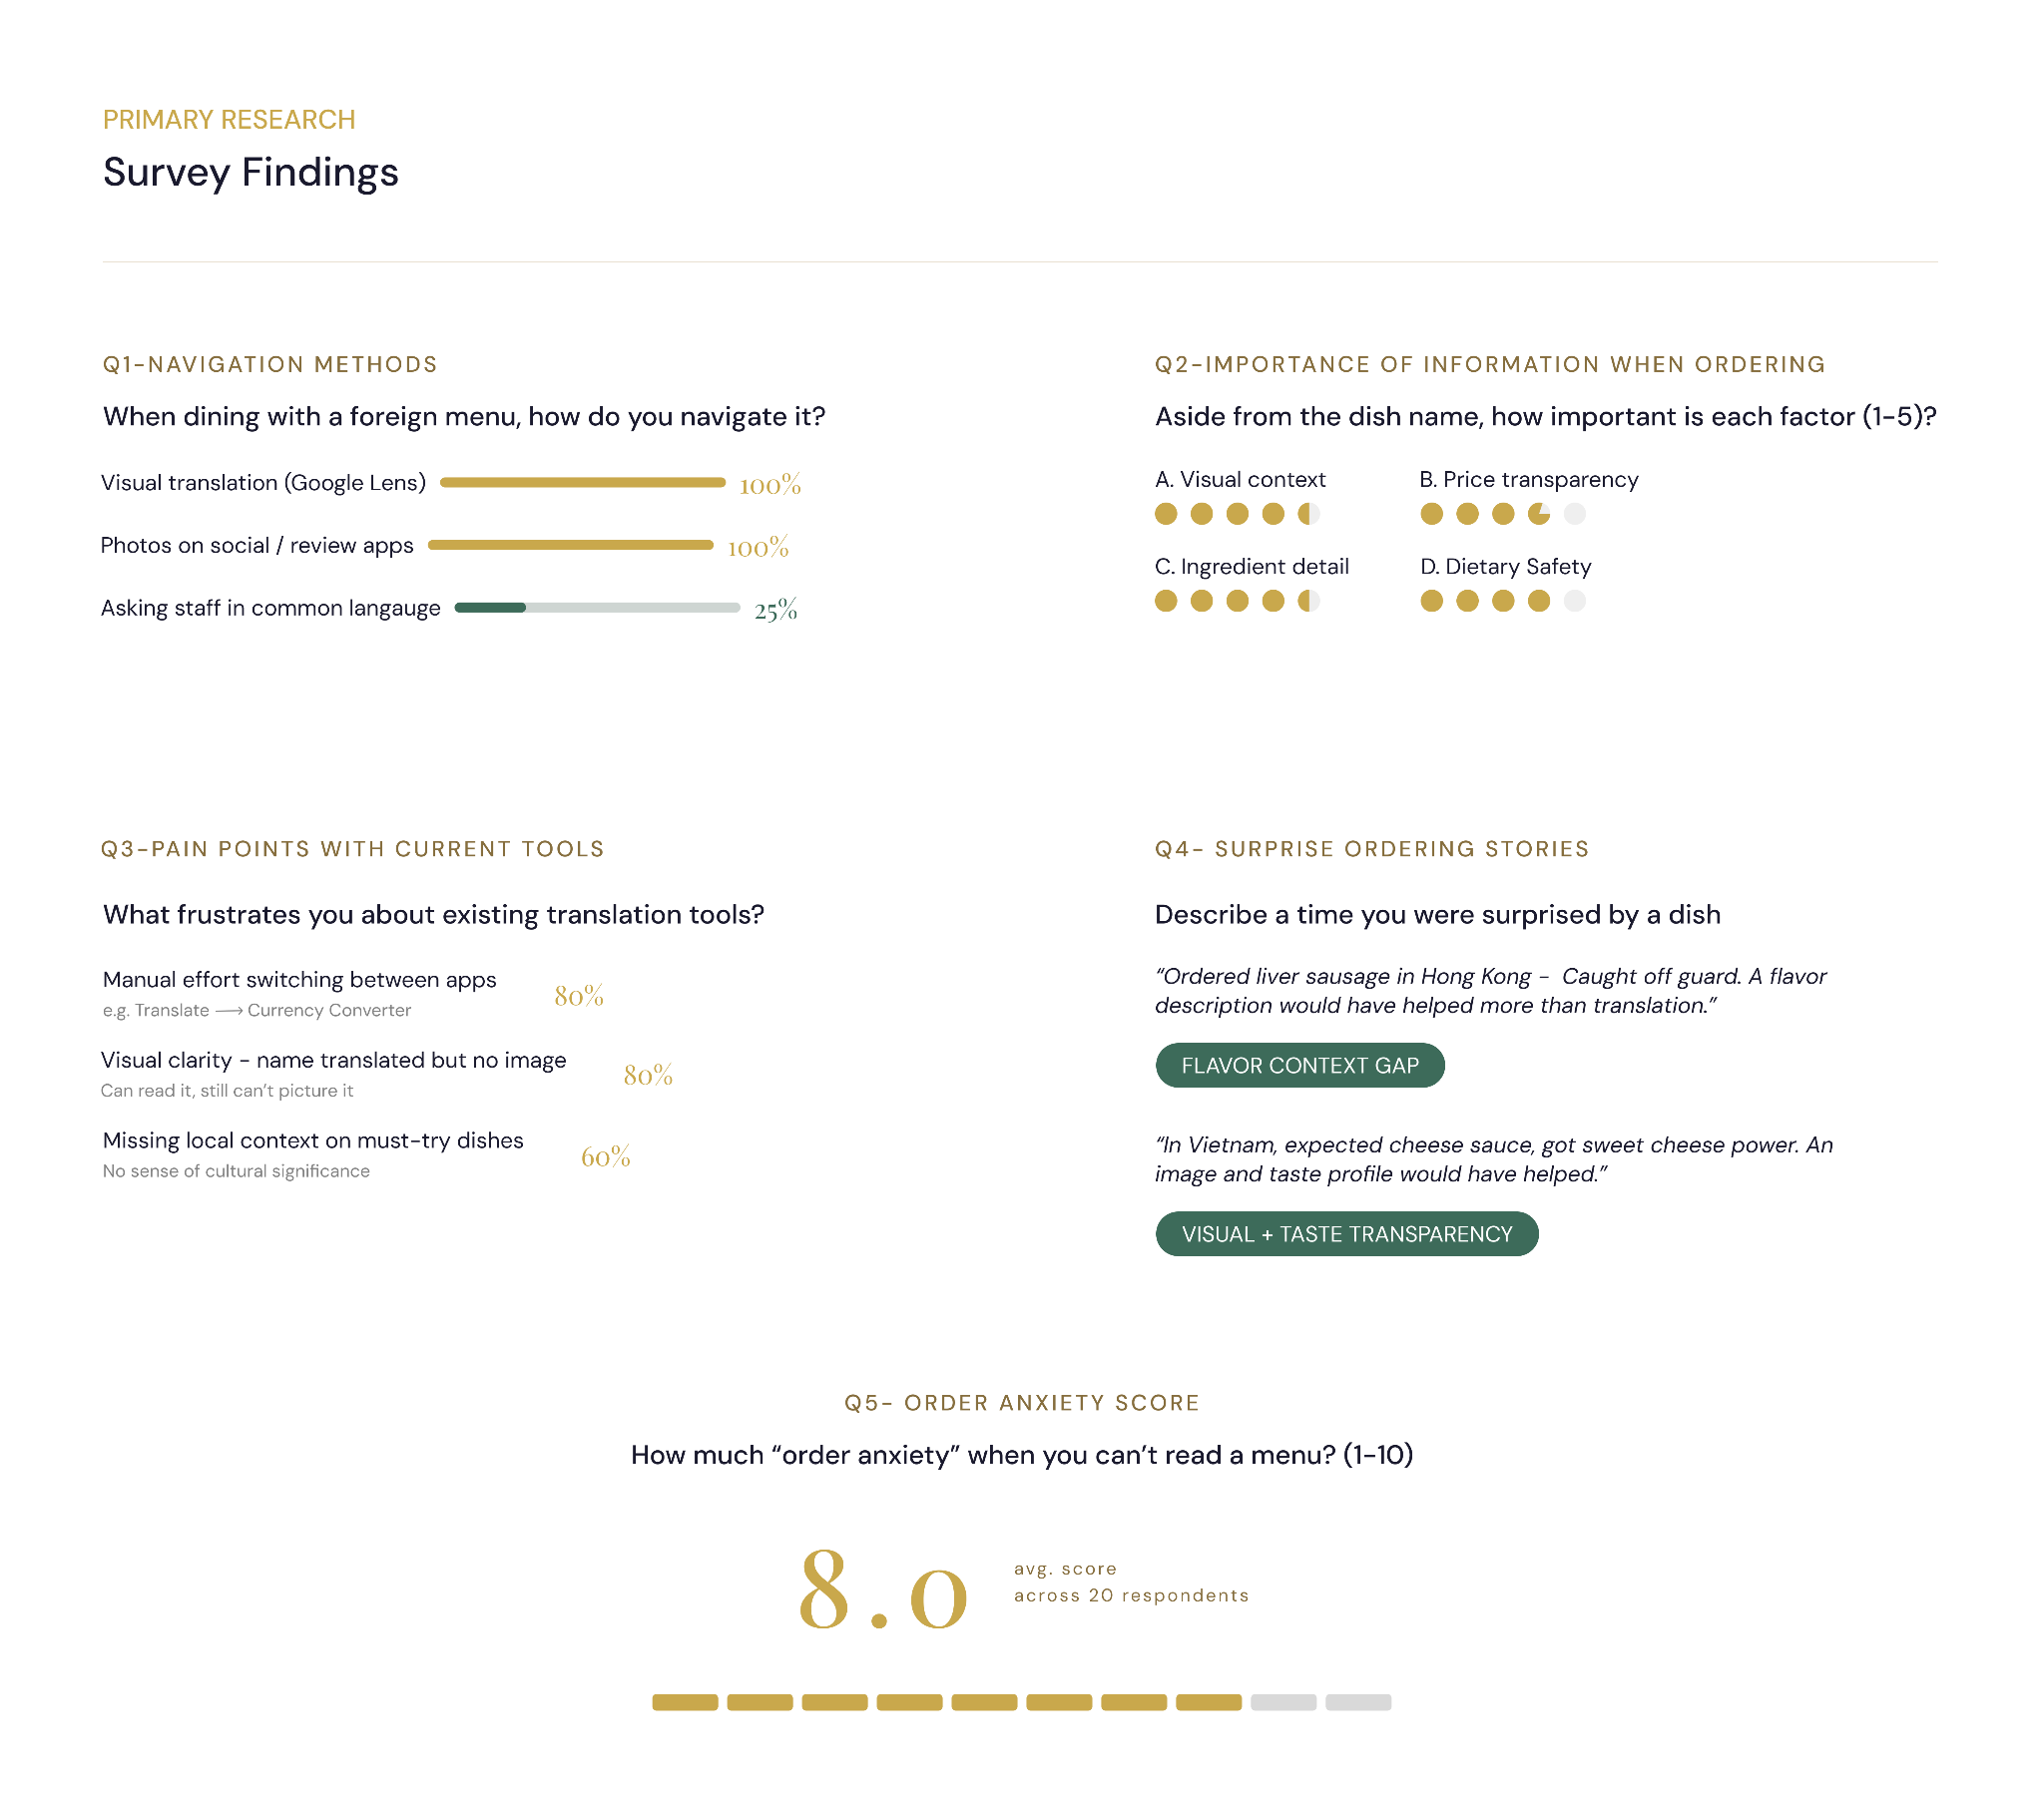 PRIMARY RESEARCH
Survey Findings
Q1-NAVIGATION METHODS
When dining with a foreign menu, how do you navigate it?
Visual translation (Google Lens) 100%
Photos on social / review apps 100%
Asking staff in common langauge 25%
Q2-IMPORTANCE OF INFORMATION WHEN ORDERING
Aside from the dish name, how important is each factor (1-5)?
A. Visual context
B. Price transparency
C. Ingredient detail
D. Dietary Safety
Q3-PAIN POINTS WITH CURRENT TOOLS
What frustrates you about existing translation tools?
Manual effort switching between apps
e.g. Translate ⟶ Currency Converter
80%
Visual clarity - name translated but no image
Can read it, still can't picture it
80%
Missing local context on must-try dishes
No sense of cultural significance
60%
Q4- SURPRISE ORDERING STORIES
Describe a time you were surprised by a dish
“Ordered liver sausage in Hong Kong - Caught off guard. A flavor
description would have helped more than translation.”
FLAVOR CONTEXT GAP
“In Vietnam, expected cheese sauce, got sweet cheese power. An
image and taste profile would have helped.”
VISUAL + TASTE TRANSPARENCY
Q5- ORDER ANXIETY SCORE
How much “order anxiety” when you can't read a menu? (1-10)
8.0
avg. score
across 20 respondents